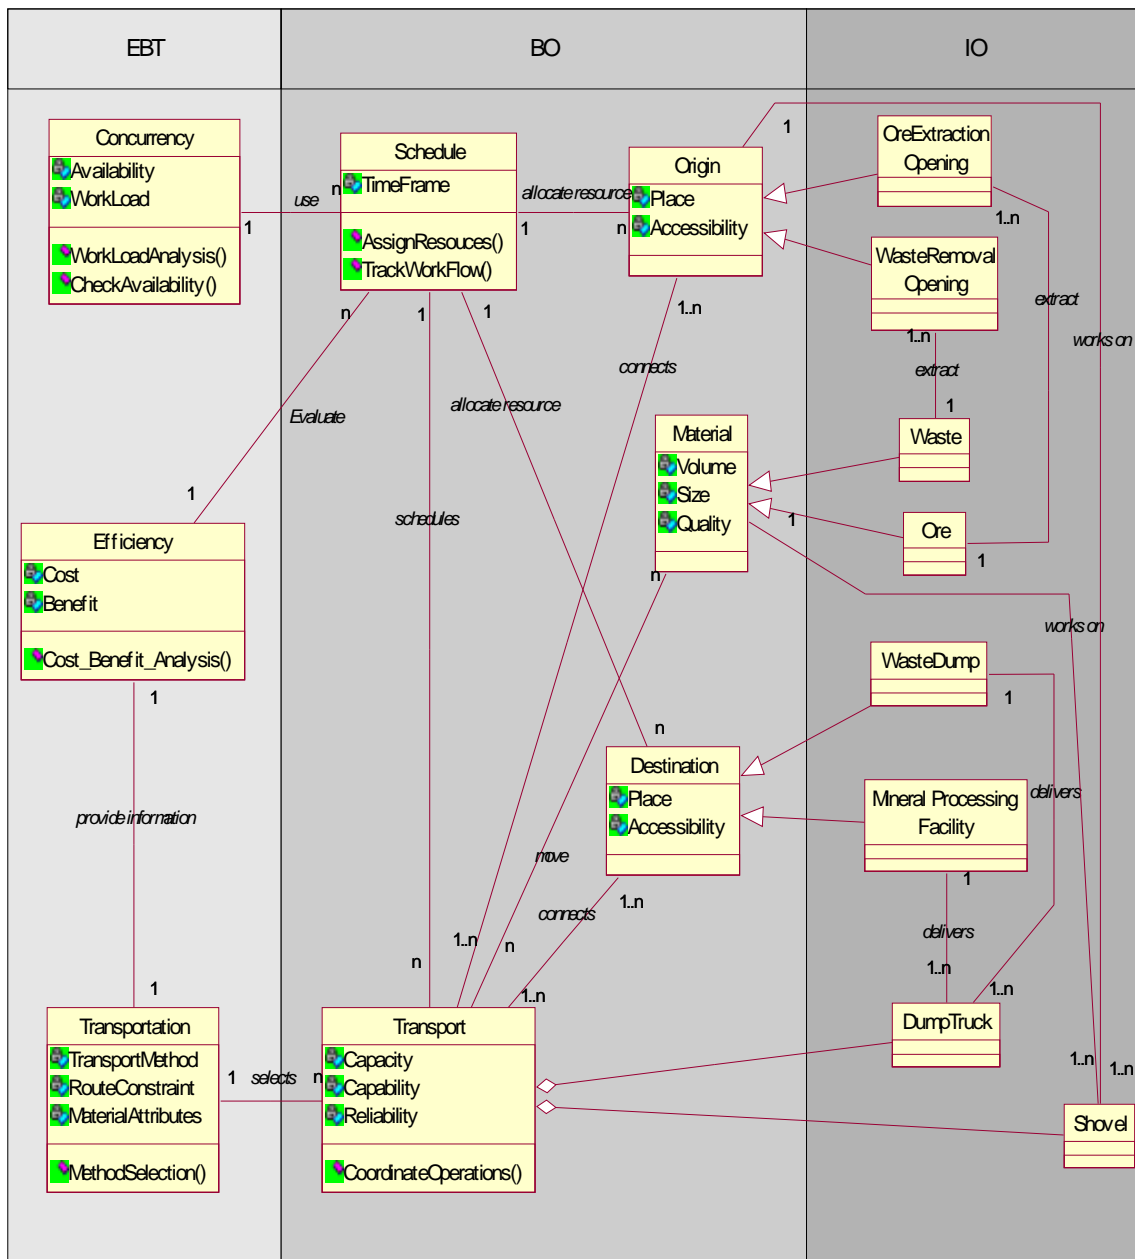 EBT
BO
IO
Concurrency
Availability
WorkLoad
WorkLoadAnalysis()
CheckAvailability()
1
use
n
Schedule
TimeFrame
AssignResouces()
TrackWorkFlow()
allocate resource
1
n
Origin
Place
Accessibility
1
OreExtraction
Opening
1..n
WasteRemoval
Opening
1..n
extract
works on
extract
1
n
1
1
1..n
connects
Evaluate
allocate resource
Material
Volume
Size
Quality
Waste
1
Ore
1
1
schedules
n
works on
Efficiency
Cost
Benefit
Cost_Benefit_Analysis()
1
WasteDump
1
n
Destination
Place
Accessibility
Mineral Processing
Facility
delivers
1
provide information
move
connects
1..n
delivers
1..n
1..n
n
n
1..n
1..n
1
Transportation
TransportMethod
RouteConstraint
MaterialAttributes
MethodSelection()
1
selects
n
Transport
Capacity
Capability
Reliability
CoordinateOperations()
DumpTruck
1..n
1..n
Shovel